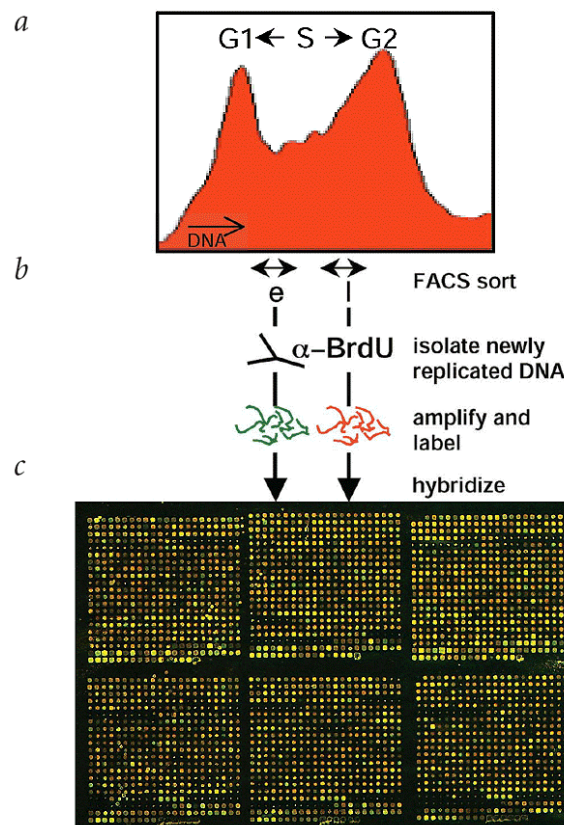 a
G1 ← S → G2
DNA
b
FACS sort
e l
α-BrdU
isolate newly
replicated DNA
amplify and
label
c
hybridize